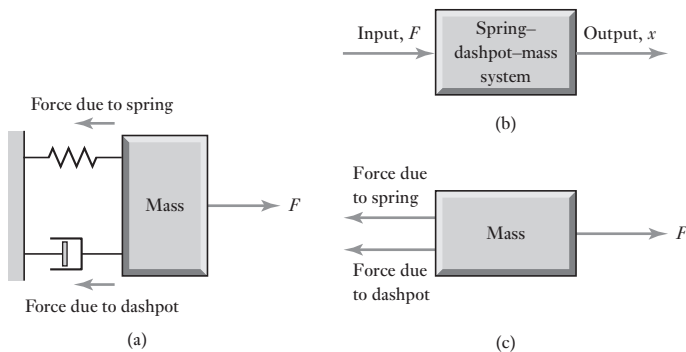 Force due to spring
Mass
F
Force due to dashpot
(a)
Input, F
Spring–
dashpot–mass
system
Output, x
(b)
Force due
to spring
Mass
F
Force due
to dashpot
(c)